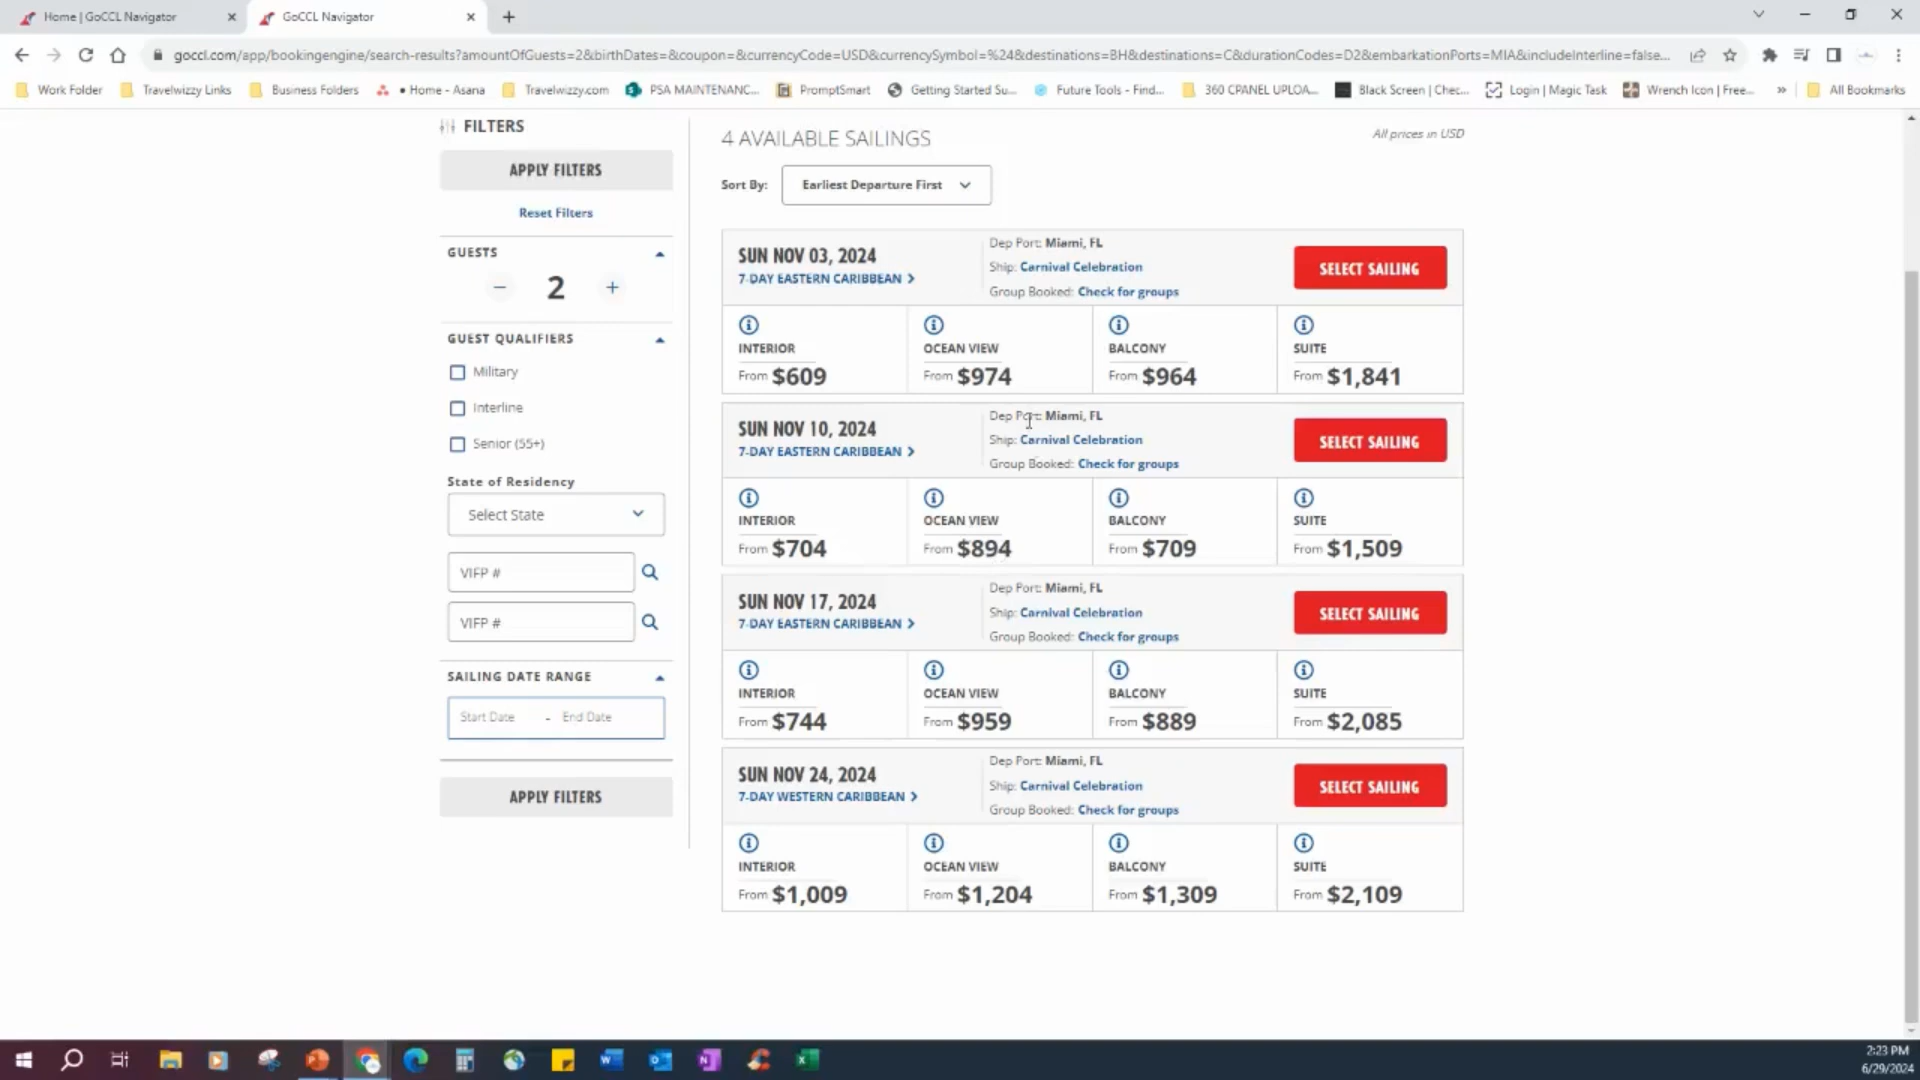 Home | GoCCL Navigator
GoCCL Navigator
goccl.com/app/bookingengine/search-results?amountOfGuests=2&birthDates=&coupon=&currencyCode=USD&currencySymbol=%24&destinations=BH&destinations=C&durationCodes=D2&embarkationPorts=MIA&includeInterline=false...
Work Folder
Travelwizzy Links
Business Folders
• Home - Asana
Travelwizzy.com
PSA MAINTENANC...
PromptSmart
Getting Started Su...
Future Tools - Find...
360 CPANEL UPLOA...
Black Screen | Chec...
Login | Magic Task
Wrench Icon | Free...
»
All Bookmarks
FILTERS
APPLY FILTERS
Reset Filters
GUESTS
2
GUEST QUALIFIERS
Military
Interline
Senior (55+)
State of Residency
Select State
VIFP #
VIFP #
SAILING DATE RANGE
Start Date - End Date
APPLY FILTERS
4 AVAILABLE SAILINGS
All prices in USD
Sort By: Earliest Departure First
SUN NOV 03, 2024
7-DAY EASTERN CARIBBEAN
Dep Port: Miami, FL
Ship: Carnival Celebration
Group Booked: Check for groups
SELECT SAILING
INTERIOR
From $609
OCEAN VIEW
From $974
BALCONY
From $964
SUITE
From $1,841
SUN NOV 10, 2024
7-DAY EASTERN CARIBBEAN
Dep Port: Miami, FL
Ship: Carnival Celebration
Group Booked: Check for groups
SELECT SAILING
INTERIOR
From $704
OCEAN VIEW
From $894
BALCONY
From $709
SUITE
From $1,509
SUN NOV 17, 2024
7-DAY EASTERN CARIBBEAN
Dep Port: Miami, FL
Ship: Carnival Celebration
Group Booked: Check for groups
SELECT SAILING
INTERIOR
From $744
OCEAN VIEW
From $959
BALCONY
From $889
SUITE
From $2,085
SUN NOV 24, 2024
7-DAY WESTERN CARIBBEAN
Dep Port: Miami, FL
Ship: Carnival Celebration
Group Booked: Check for groups
SELECT SAILING
INTERIOR
From $1,009
OCEAN VIEW
From $1,204
BALCONY
From $1,309
SUITE
From $2,109
2:23 PM
6/29/2024